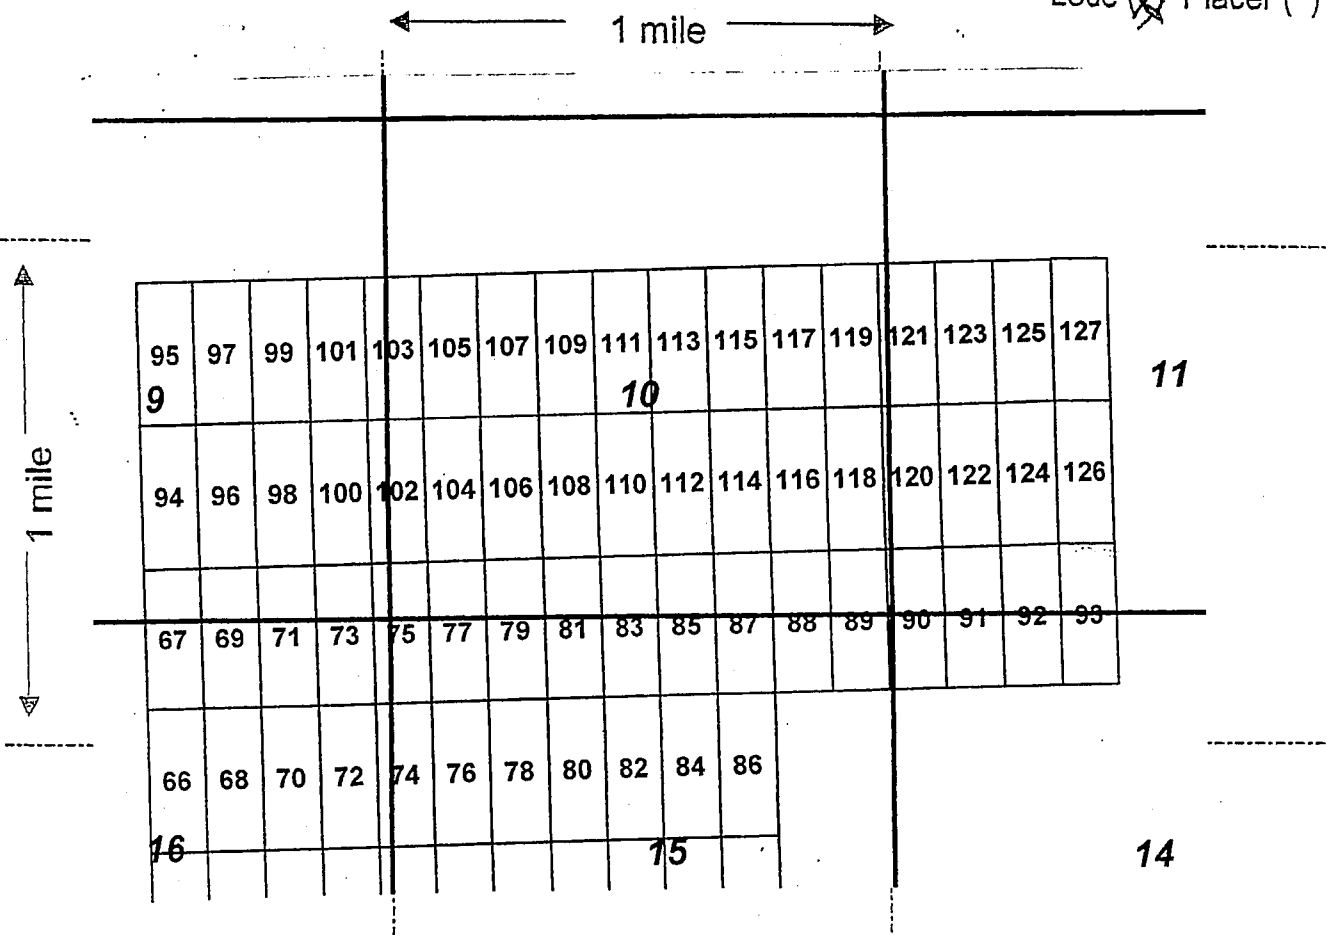 Lode Placer ( )
1 mile
95 97 99 101 103 105 107 109 111 113 115 117 119 121 123 125 127
9 10 11
1 mile
94 96 98 100 102 104 106 108 110 112 114 116 118 120 122 124 126
67 69 71 73 75 77 79 81 83 85 87 88 89 90 91 92 93
66 68 70 72 74 76 78 80 82 84 86
16 15 14